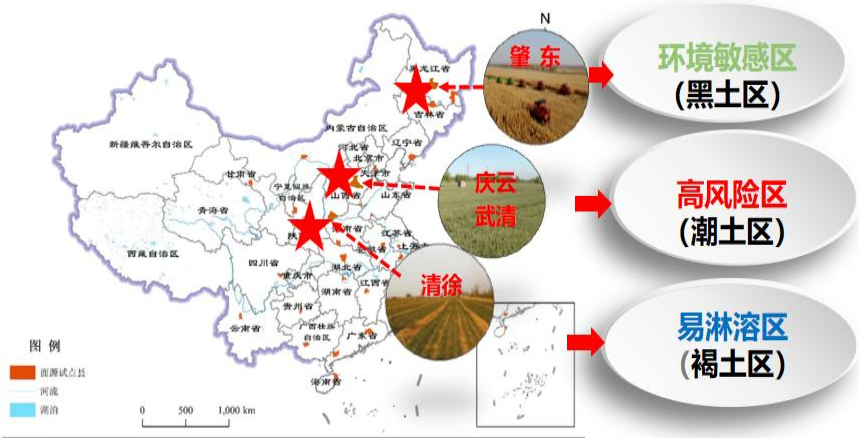 N
肇东
环境敏感区
(黑土区)
黑龙江省
吉林省
内蒙古自治区
辽宁省
新疆维吾尔自治区
河北省
北京市
天津市
甘肃省
宁夏回族
自治区
山西省
山东省
庆云
武清
高风险区
(潮土区)
青海省
河南省
江苏省
西藏自治区
四川省
湖北省
重庆市
清徐
湖南省
江西省
贵州省
易淋溶区
(褐土区)
云南省
广西壮族
自治区
广东省
海南省
图例
面源试点县
河流
湖泊
0 500 1,000 km